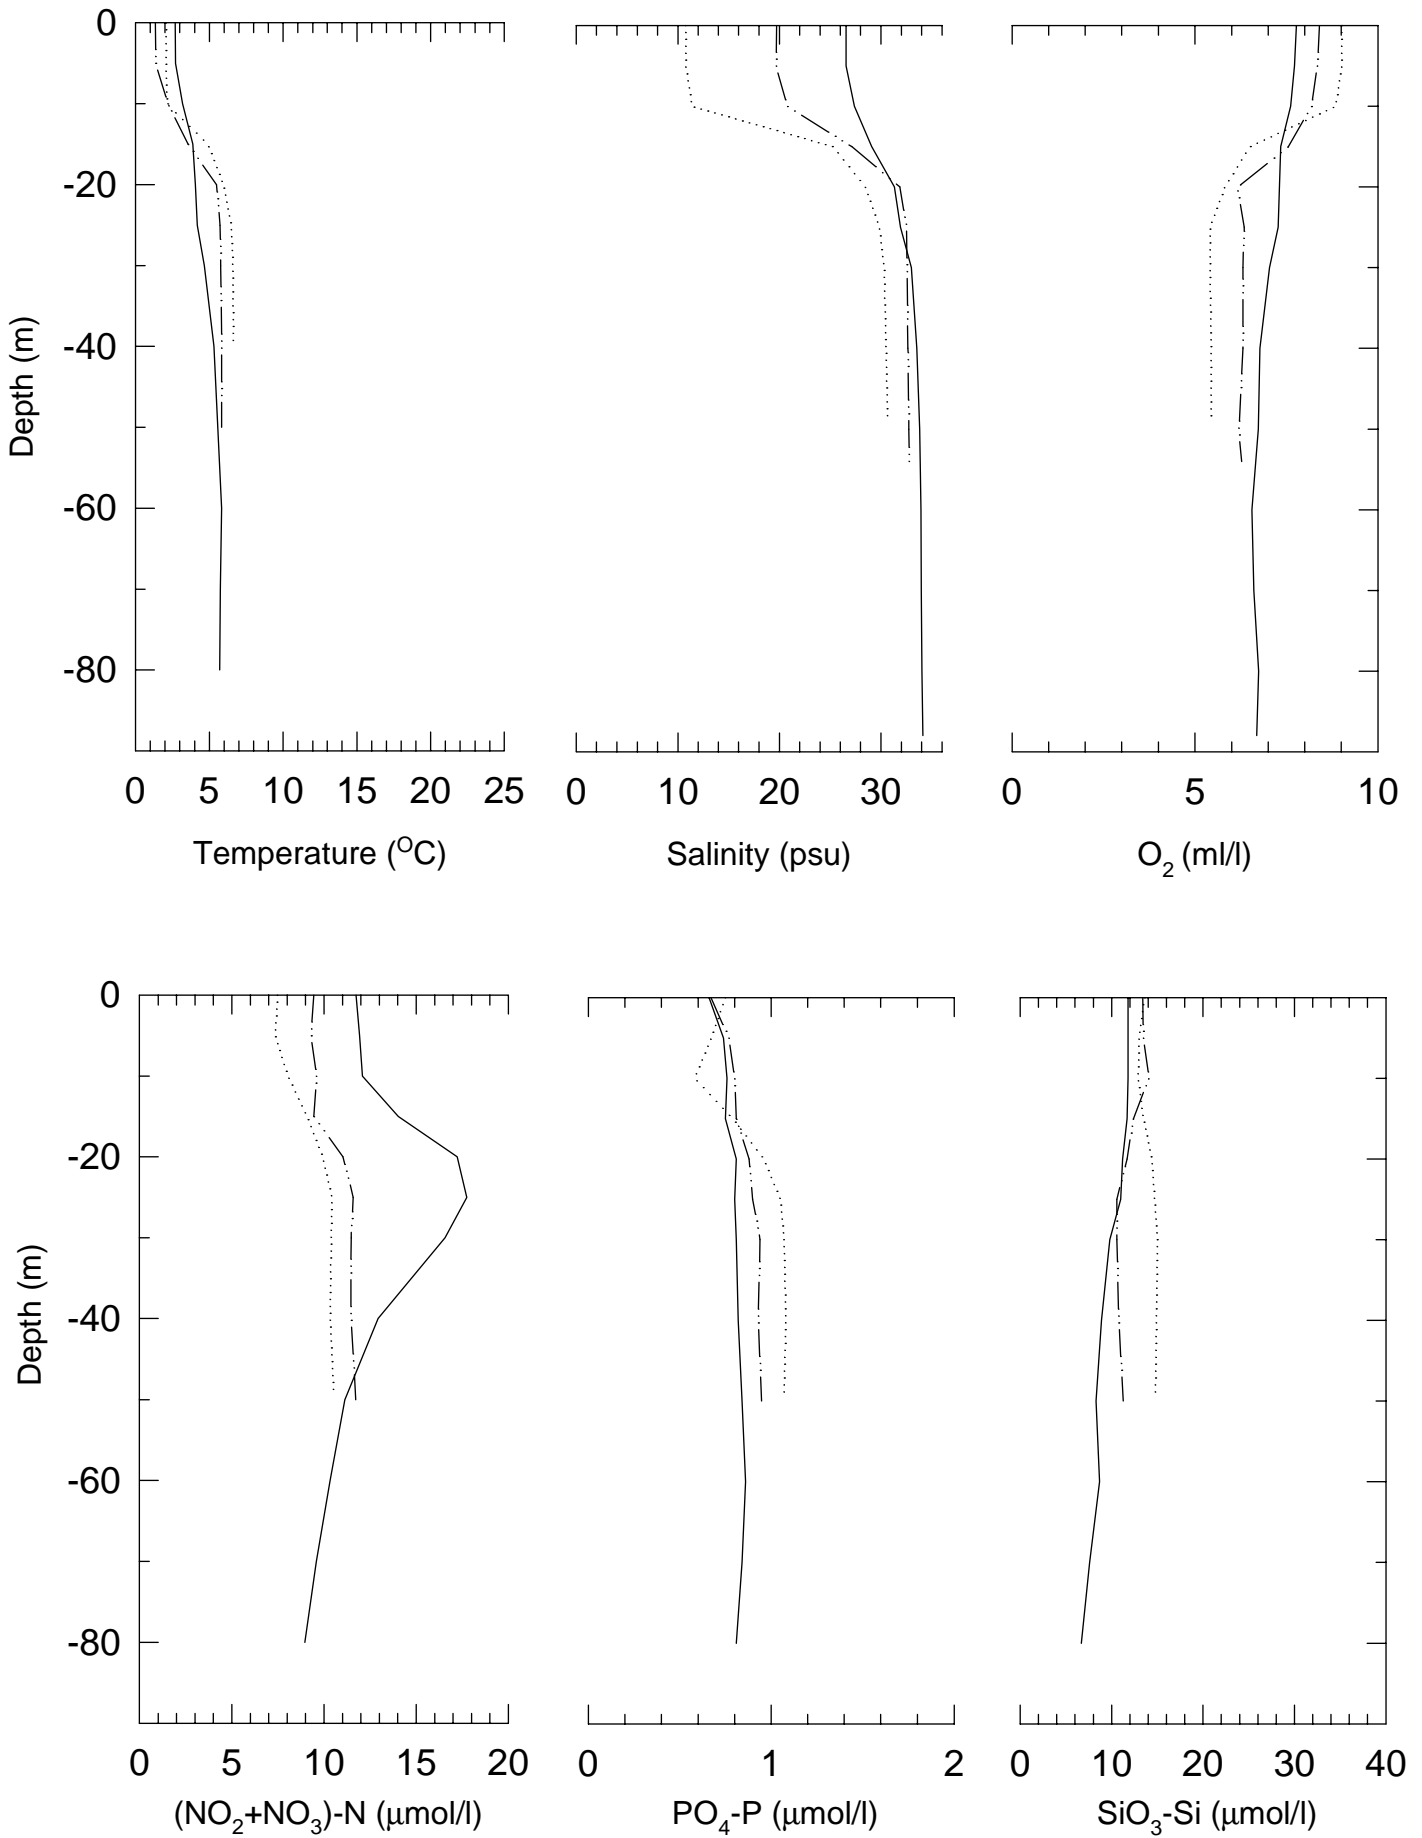 0
-20
-40
-60
-80
Depth (m)
0 5 10 15 20 25
Temperature (°C)
0 10 20 30
Salinity (psu)
0 5 10
O₂ (ml/l)
0
-20
-40
-60
-80
Depth (m)
0 5 10 15 20
(NO₂+NO₃)-N (μmol/l)
0 1 2
PO₄-P (μmol/l)
0 10 20 30 40
SiO₃-Si (μmol/l)